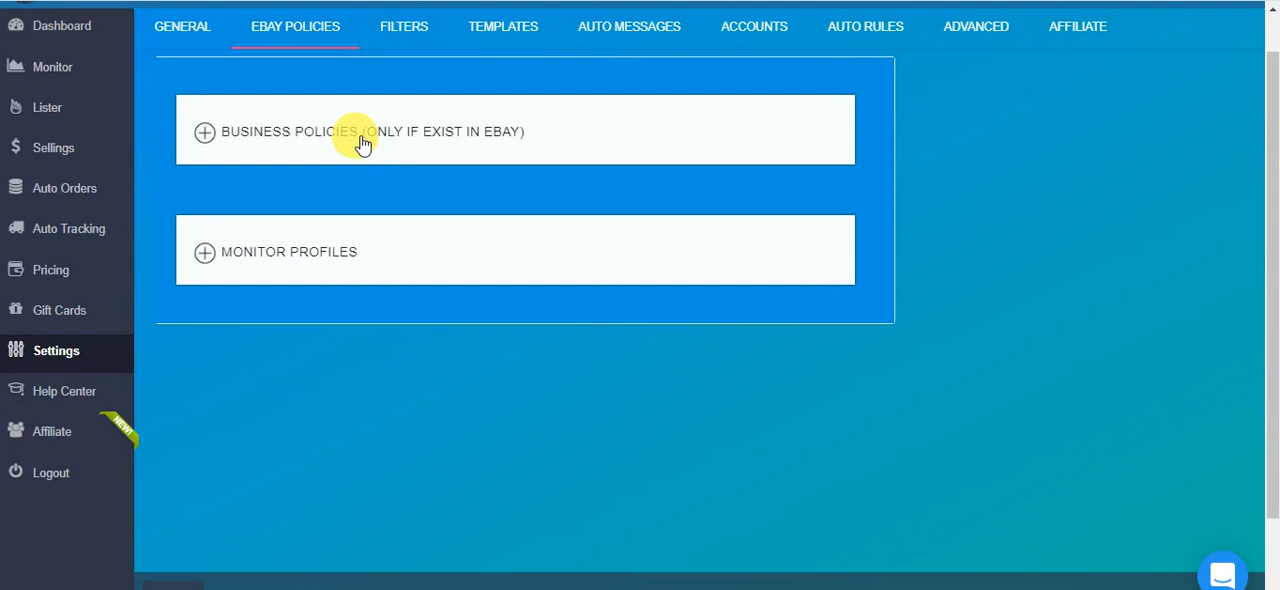 GENERAL
EBAY POLICIES
FILTERS
TEMPLATES
AUTO MESSAGES
ACCOUNTS
AUTO RULES
ADVANCED
AFFILIATE
Dashboard
Monitor
Lister
Sellings
Auto Orders
Auto Tracking
Pricing
Gift Cards
Settings
Help Center
Affiliate
NEW!
Logout
BUSINESS POLICIES (ONLY IF EXIST IN EBAY)
MONITOR PROFILES